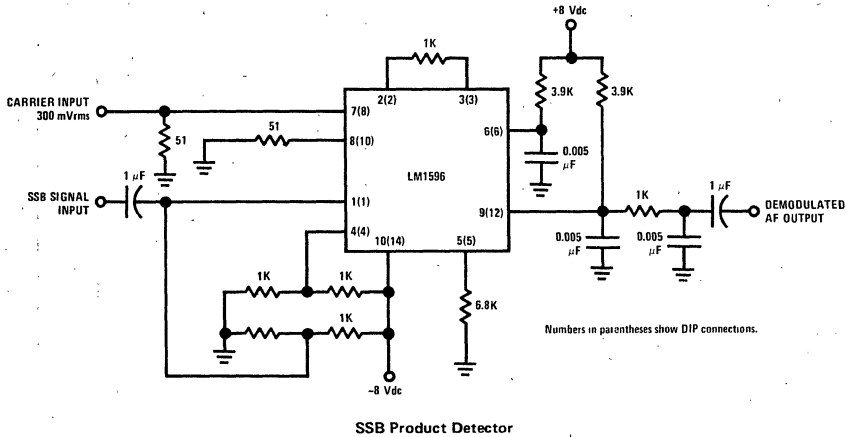 +8 Vdc
1K
3.9K
3.9K
CARRIER INPUT
300 mVrms
2(2)
3(3)
7(8)
6(6)
51
51
8(10)
0.005
µF
1 µF
LM1596
SSB SIGNAL
INPUT
1(1)
9(12)
1K
1 µF
DEMODULATED
AF OUTPUT
4(4)
10(14)
5(5)
0.005
µF
0.005
µF
1K
1K
6.8K
1K
Numbers in parentheses show DIP connections.
-8 Vdc
SSB Product Detector